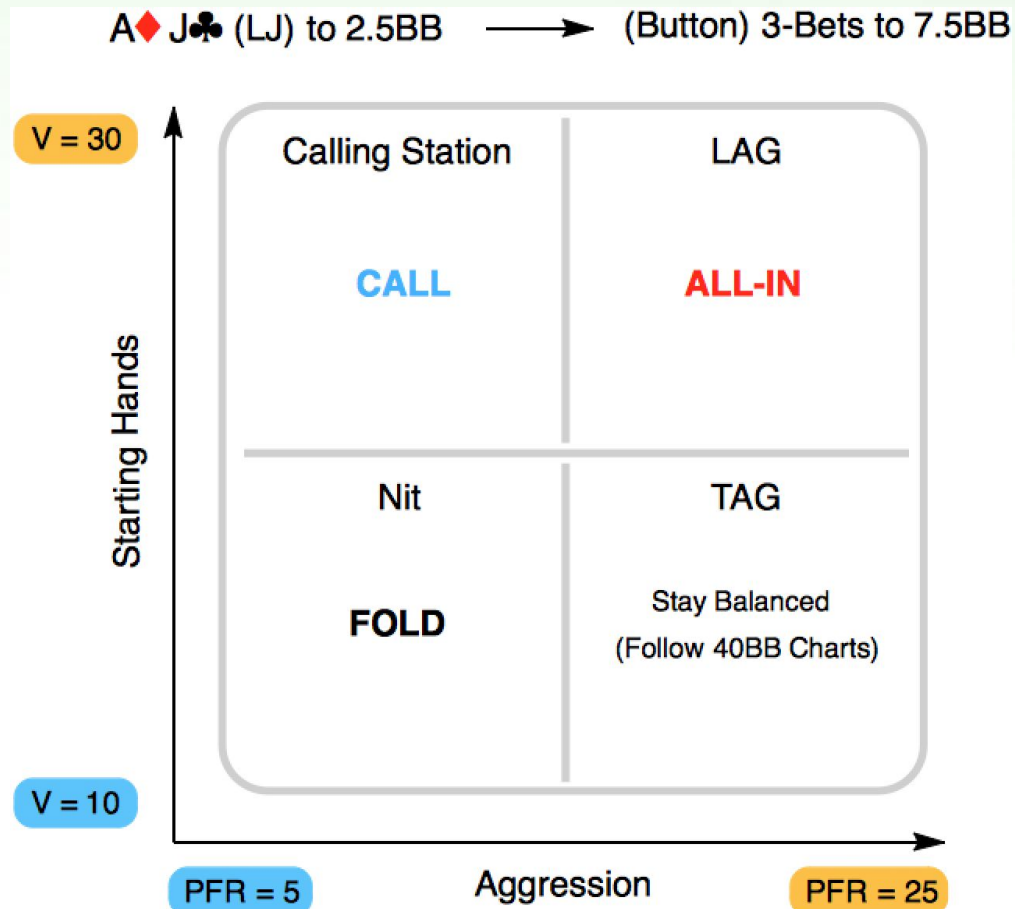 A♦ J♣ (LJ) to 2.5BB → (Button) 3-Bets to 7.5BB
V = 30
Calling Station
LAG
CALL
ALL-IN
Starting Hands
Nit
TAG
FOLD
Stay Balanced
(Follow 40BB Charts)
V = 10
PFR = 5
Aggression
PFR = 25